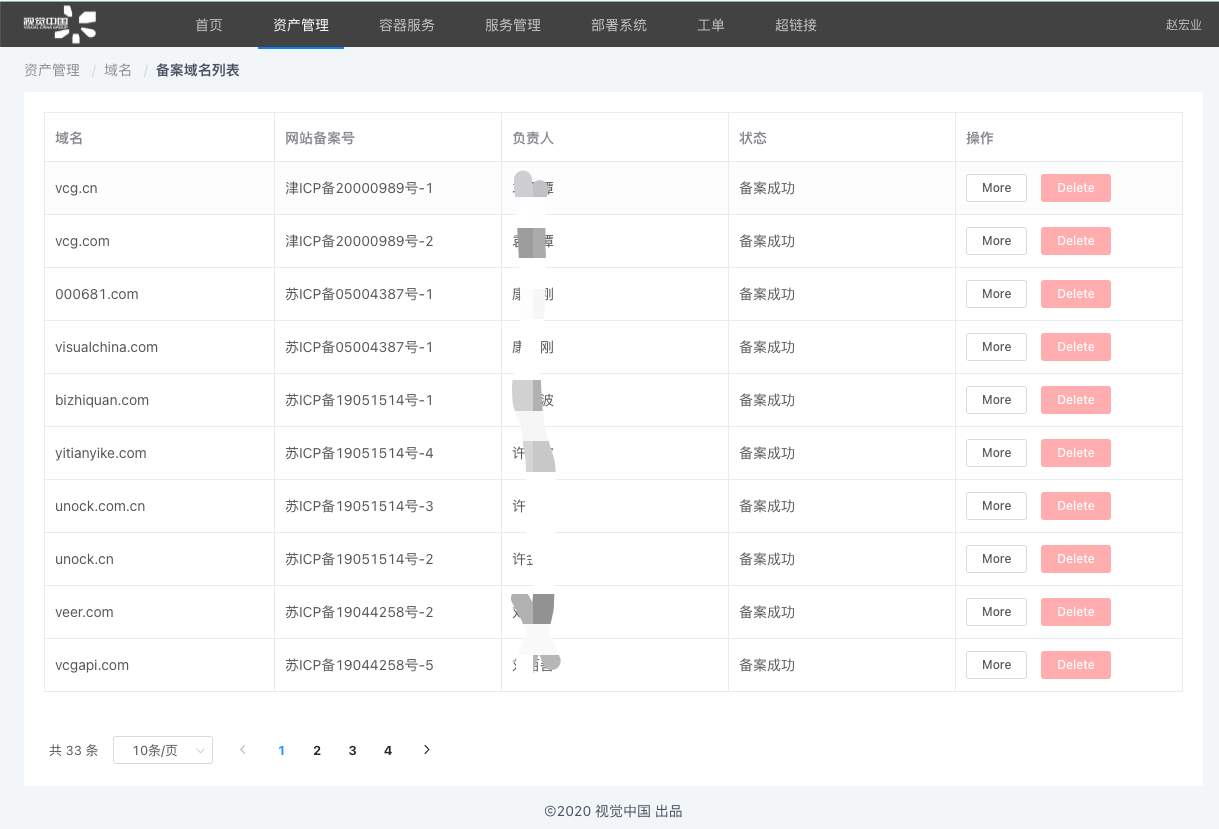 视觉中国
VISUAL CHINA GROUP
首页 资产管理 容器服务 服务管理 部署系统 工单 超链接 赵宏业
资产管理 / 域名 / 备案域名列表
域名 网站备案号 负责人 状态 操作
vcg.cn 津ICP备20000989号-1 备案成功 More Delete
vcg.com 津ICP备20000989号-2 备案成功 More Delete
000681.com 苏ICP备05004387号-1 刚 备案成功 More Delete
visualchina.com 苏ICP备05004387号-1 刚 备案成功 More Delete
bizhiquan.com 苏ICP备19051514号-1 波 备案成功 More Delete
yitianyike.com 苏ICP备19051514号-4 许 备案成功 More Delete
unock.com.cn 苏ICP备19051514号-3 许 备案成功 More Delete
unock.cn 苏ICP备19051514号-2 许 备案成功 More Delete
veer.com 苏ICP备19044258号-2 备案成功 More Delete
vcgapi.com 苏ICP备19044258号-5 备案成功 More Delete
共 33 条 10条/页 1 2 3 4
©2020 视觉中国 出品